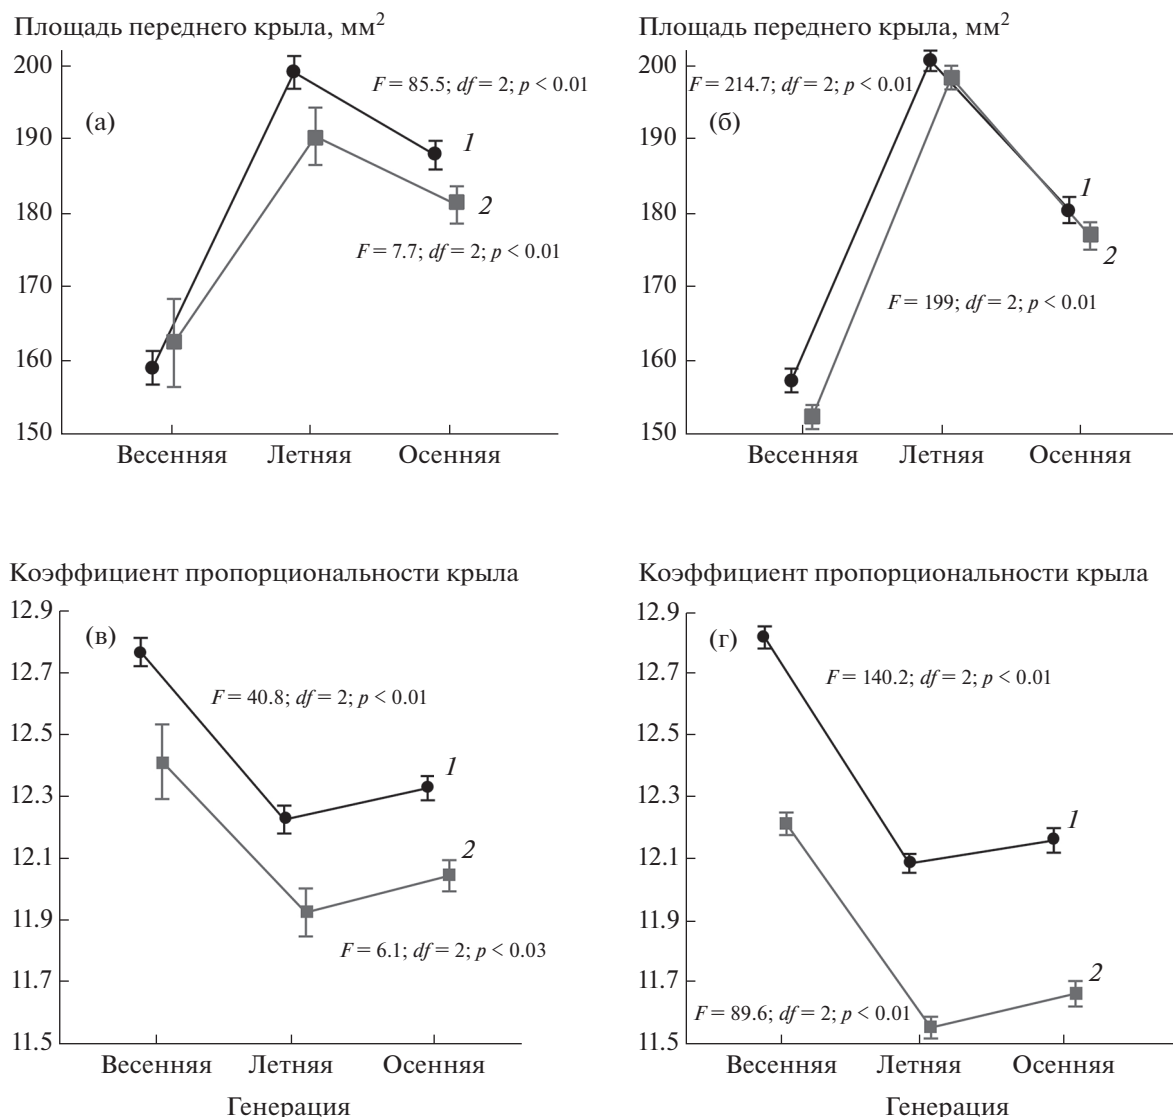 Площадь переднего крыла, мм²
200
190
180
170
160
150
(а)
F = 85.5; df = 2; p < 0.01
1
2
F = 7.7; df = 2; p < 0.01
Весенняя Летняя Осенняя
Площадь переднего крыла, мм²
200
190
180
170
160
150
F = 214.7; df = 2; p < 0.01
(б)
1
2
F = 199; df = 2; p < 0.01
Весенняя Летняя Осенняя
Коэффициент пропорциональности крыла
12.9
12.7
12.5
12.3
12.1
11.9
11.7
11.5
(в)
F = 40.8; df = 2; p < 0.01
1
2
F = 6.1; df = 2; p < 0.03
Весенняя Летняя Осенняя
Генерация
Коэффициент пропорциональности крыла
12.9
12.7
12.5
12.3
12.1
11.9
11.7
11.5
(г)
F = 140.2; df = 2; p < 0.01
1
2
F = 89.6; df = 2; p < 0.01
Весенняя Летняя Осенняя
Генерация